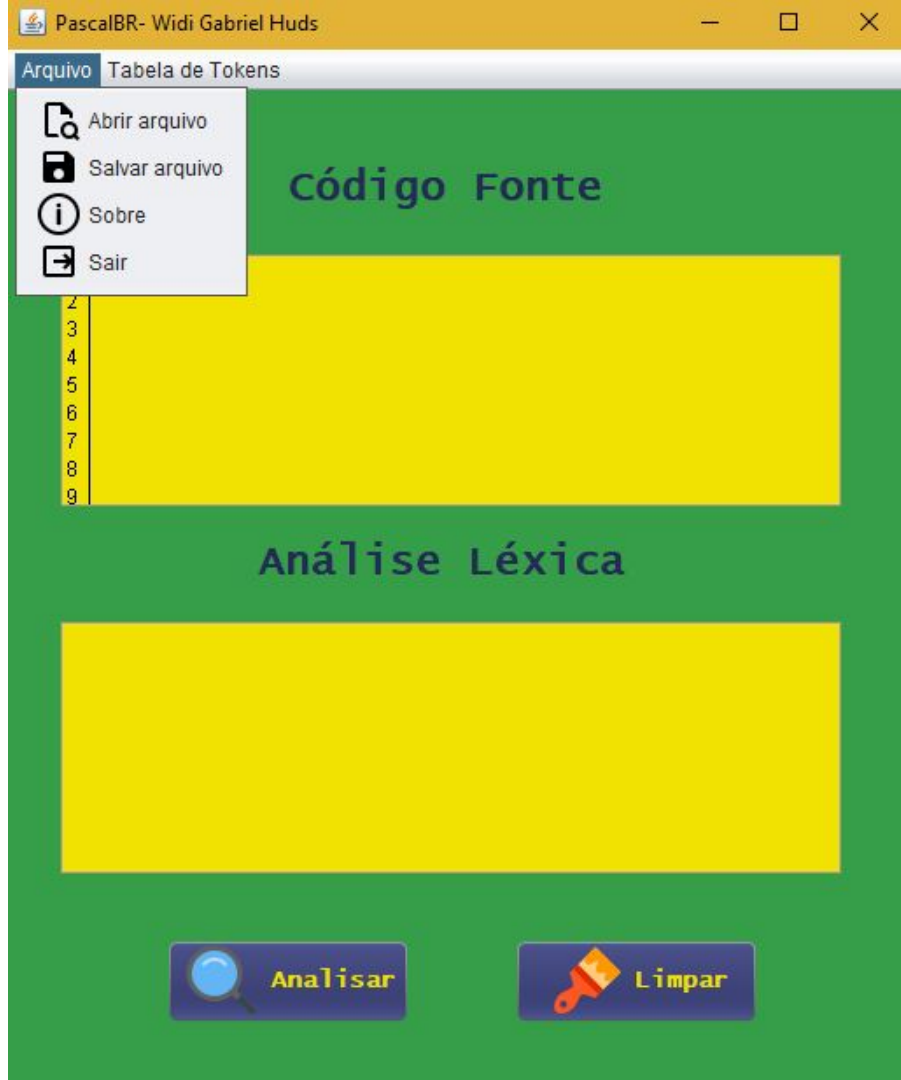 PascalBR- Widi Gabriel Huds
Arquivo Tabela de Tokens
Abrir arquivo
Salvar arquivo
Sobre
Sair
Código Fonte
2
3
4
5
6
7
8
9
Análise Léxica
Analisar
Limpar